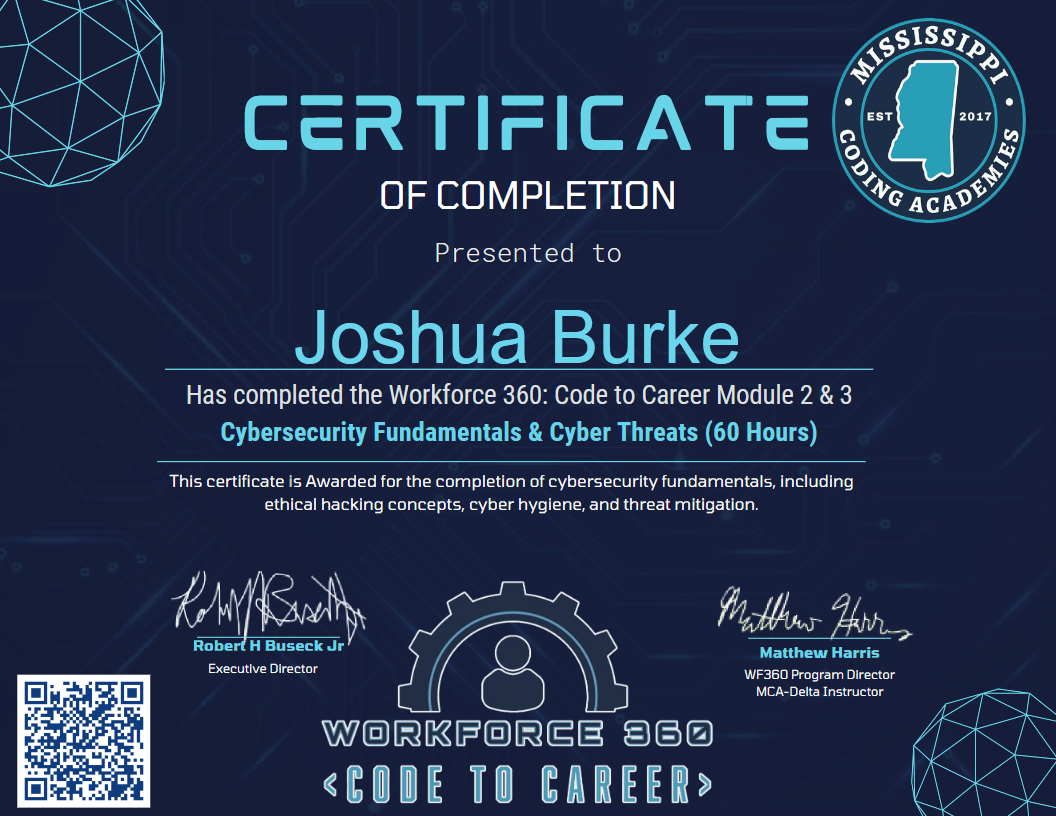 CERTIFICATE
OF COMPLETION
Presented to
MISSISSIPPI
EST 2017
CODING ACADEMIES
Joshua Burke
Has completed the Workforce 360: Code to Career Module 2 & 3
Cybersecurity Fundamentals & Cyber Threats (60 Hours)
This certificate is Awarded for the completion of cybersecurity fundamentals, including
ethical hacking concepts, cyber hygiene, and threat mitigation.
Robert H Buseck Jr
Executive Director
Matthew Harris
Matthew Harris
WF360 Program Director
MCA-Delta Instructor
WORKFORCE 360
<CODE TO CAREER>